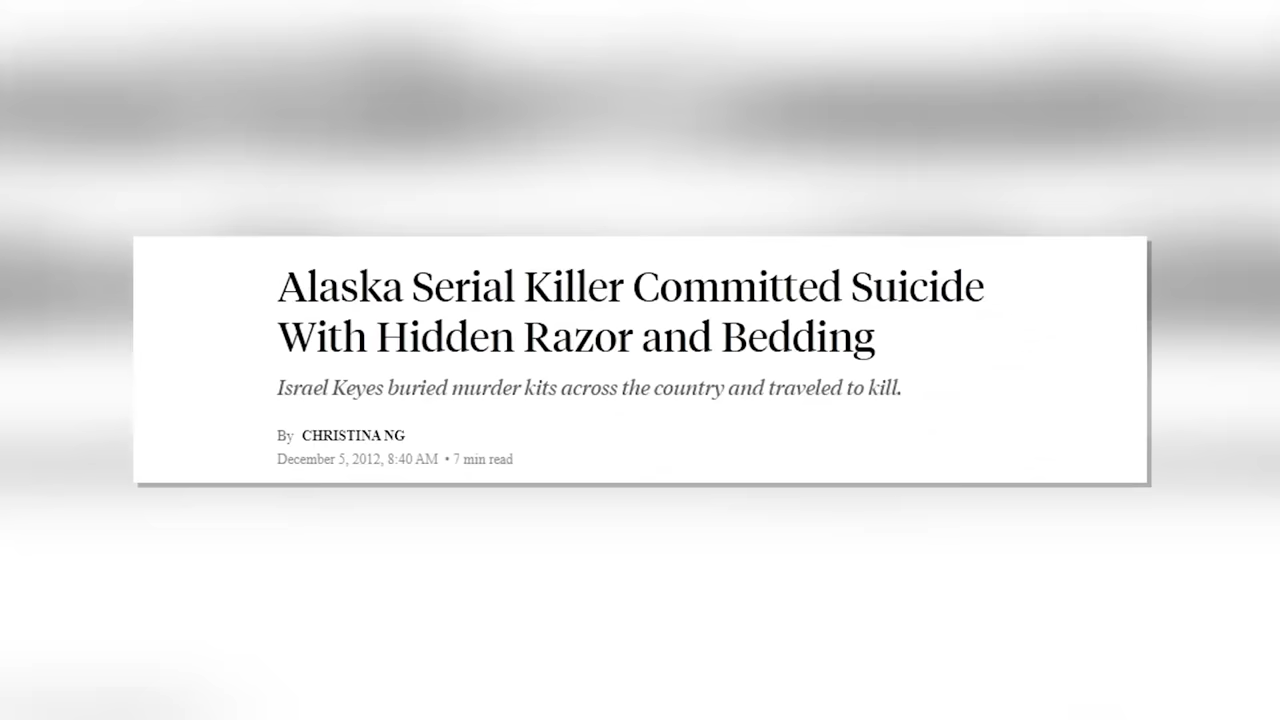 Alaska Serial Killer Committed Suicide
With Hidden Razor and Bedding
Israel Keyes buried murder kits across the country and traveled to kill.
By CHRISTINA NG
December 5, 2012, 8:40 AM • 7 min read